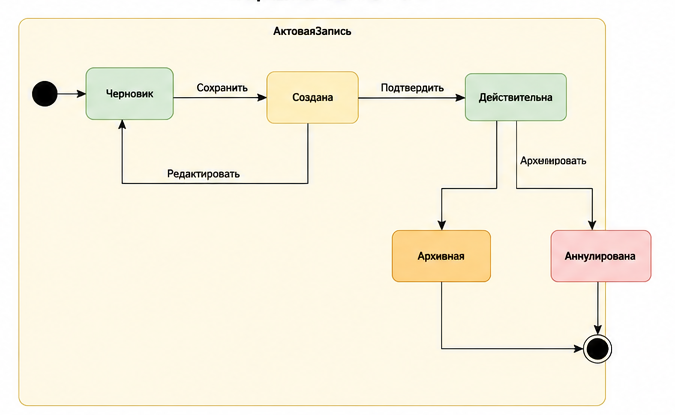 АктоваяЗапись
Черновик
Сохранить
Создана
Подтвердить
Действительна
Редактировать
Архивировать
Архивная
Аннулирована